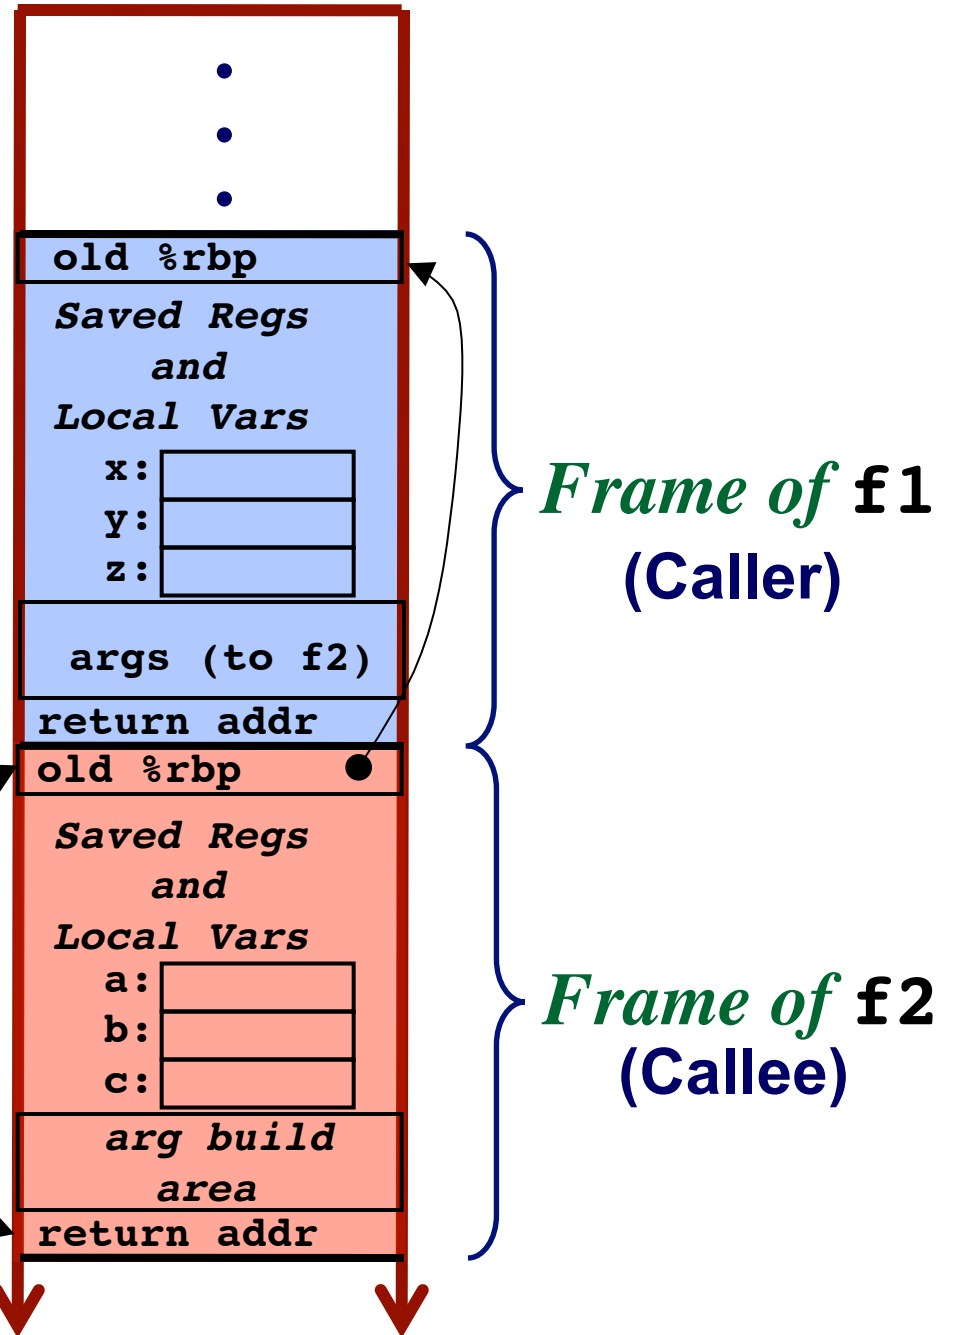 old %rbp
Saved Regs
and
Local Vars
x:
y:
z:
args (to f2)
return addr
Frame of f1
(Caller)
old %rbp
Saved Regs
and
Local Vars
a:
b:
c:
arg build
area
return addr
Frame of f2
(Callee)